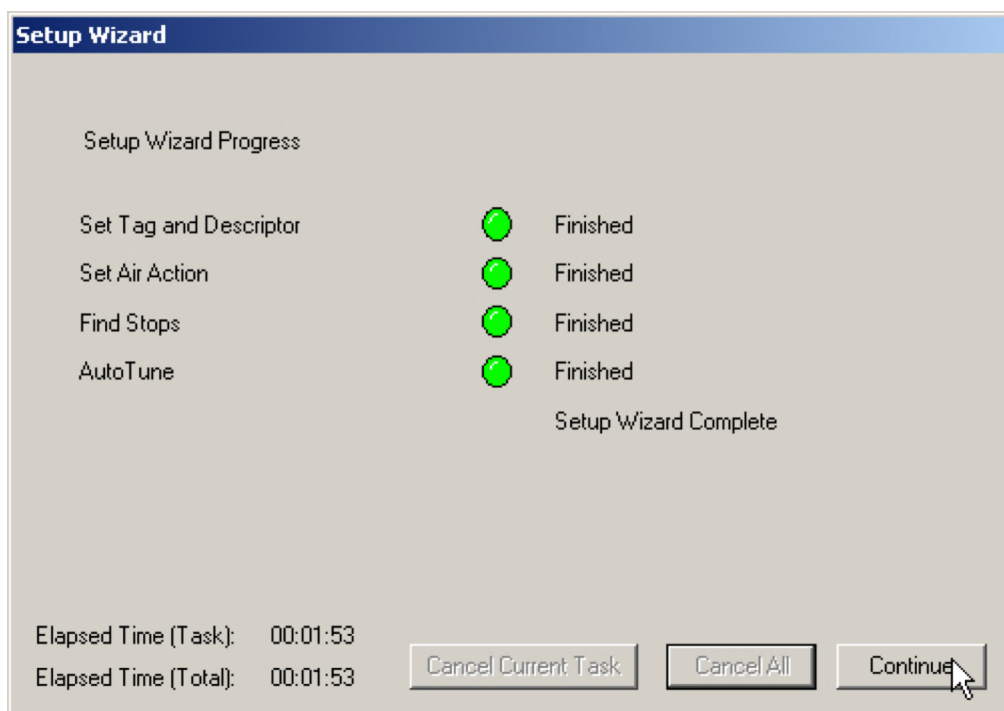 Setup Wizard
Setup Wizard Progress
Set Tag and Descriptor Finished
Set Air Action Finished
Find Stops Finished
AutoTune Finished
Setup Wizard Complete
Elapsed Time (Task): 00:01:53
Elapsed Time (Total): 00:01:53
Cancel Current Task Cancel All Continue